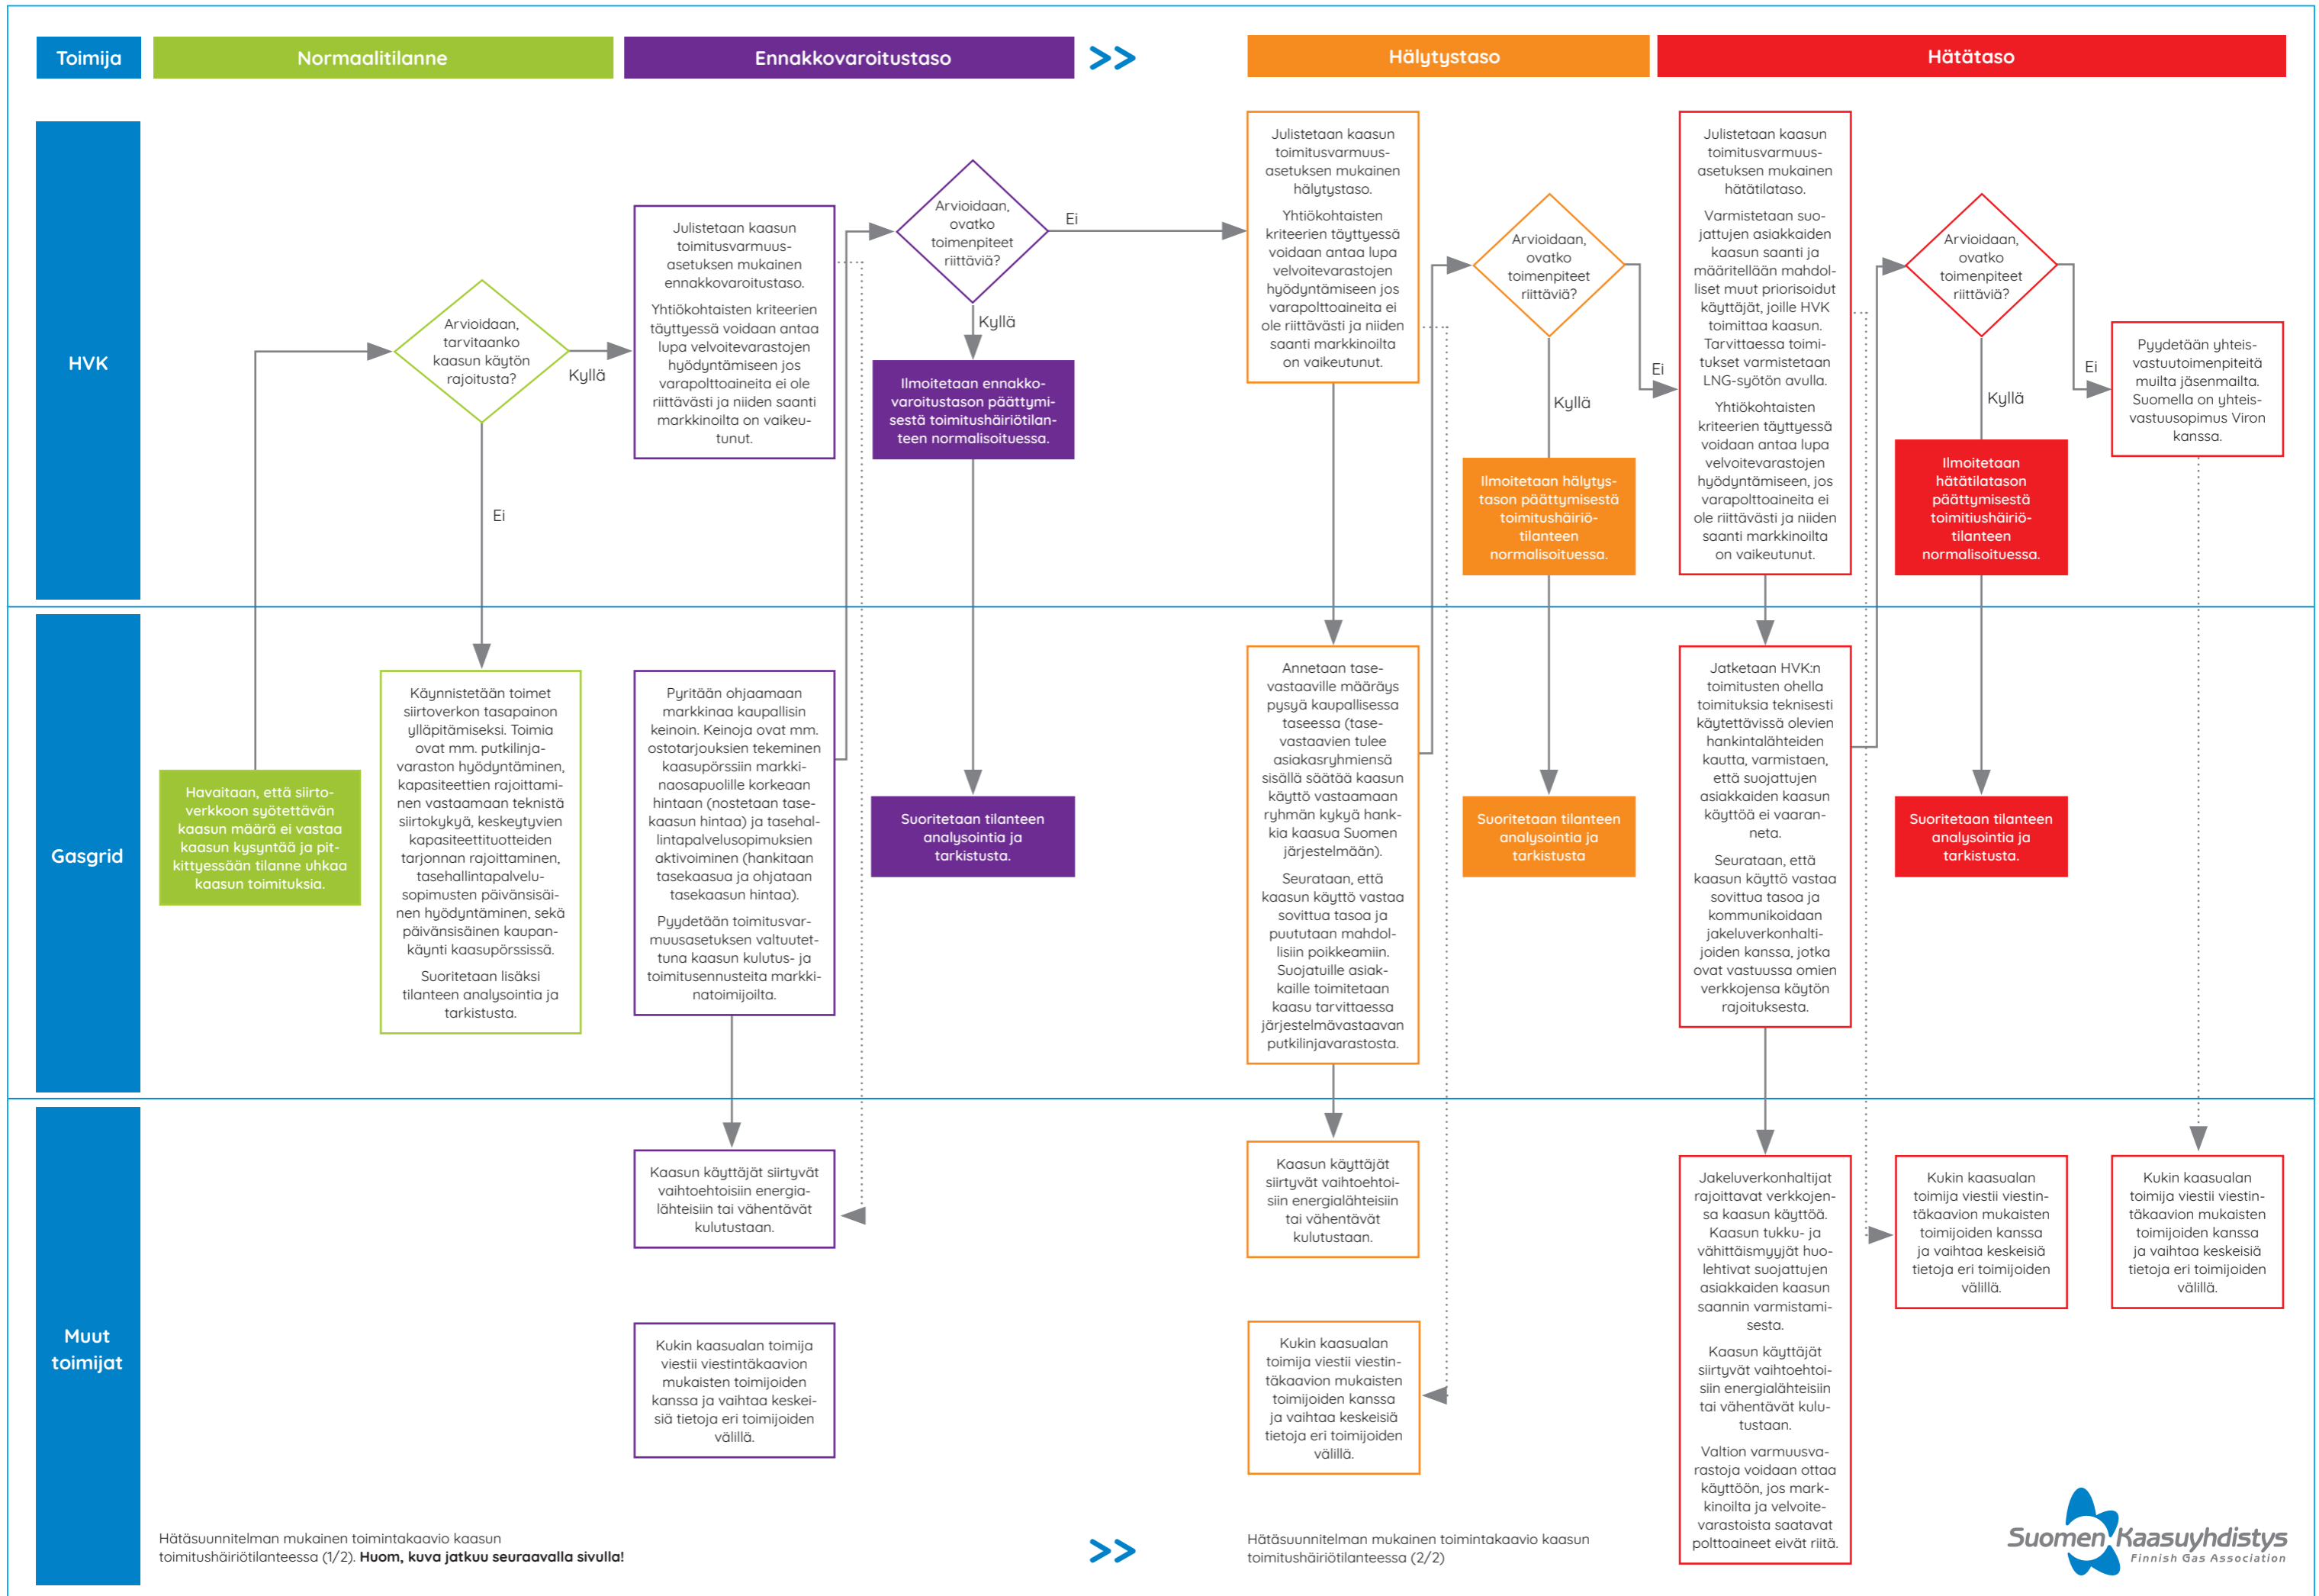 Toimija
Normaalitilanne
Ennakkovaroitustaso
>>
Hälytystaso
Hätätaso
HVK
Arvioidaan,
tarvitaanko
kaasun käytön
rajoitusta?
Kyllä
Ei
Julistetaan kaasun
toimitusvarmuus-
asetuksen mukainen
ennakkovaroitustaso.
Yhtiökohtaisten kriteerien
täyttyessä voidaan antaa
lupa velvoitevarastojen
hyödyntämiseen jos
varapolttoaineita ei ole
riittävästi ja niiden saanti
markkinoilta on vaikeu-
tunut.
Arvioidaan,
ovatko
toimenpiteet
riittäviä?
Ei
Kyllä
Ilmoitetaan ennakko-
varoitustason päättymi-
sestä toimitushäiriötilan-
teen normalisoituessa.
Julistetaan kaasun
toimitusvarmuus-
asetuksen mukainen
hälytystaso.
Yhtiökohtaisten
kriteerien täyttyessä
voidaan antaa lupa
velvoitevarastojen
hyödyntämiseen jos
varapolttoaineita ei
ole riittävästi ja niiden
saanti markkinoilta
on vaikeutunut.
Arvioidaan,
ovatko
toimenpiteet
riittäviä?
Ei
Kyllä
Ilmoitetaan hälytys-
tason päättymisestä
toimitushäiriö-
tilanteen
normalisoituessa.
Julistetaan kaasun
toimitusvarmuus-
asetuksen mukainen
hätätilataso.
Varmistetaan suo-
jattujen asiakkaiden
kaasun saanti ja
määritellään mahdol-
liset muut priorisoidut
käyttäjät, joille HVK
toimittaa kaasun.
Tarvittaessa toimi-
tukset varmistetaan
LNG-syötön avulla.
Yhtiökohtaisten
kriteerien täyttyessä
voidaan antaa lupa
velvoitevarastojen
hyödyntämiseen, jos
varapolttoaineita ei
ole riittävästi ja niiden
saanti markkinoilta
on vaikeutunut.
Arvioidaan,
ovatko
toimenpiteet
riittäviä?
Ei
Kyllä
Ilmoitetaan
hätätilatason
päättymisestä
toimitiushäiriö-
tilanteen
normalisoituessa.
Pyydetään yhteis-
vastuutoimenpiteitä
muilta jäsenmailta.
Suomella on yhteis-
vastuusopimus Viron
kanssa.
Gasgrid
Havaitaan, että siirto-
verkkoon syötettävän
kaasun määrä ei vastaa
kaasun kysyntää ja pit-
kittyessään tilanne uhkaa
kaasun toimituksia.
Käynnistetään toimet
siirtoverkon tasapainon
ylläpitämiseksi. Toimia
ovat mm. putkilinja-
varaston hyödyntäminen,
kapasiteettien rajoittami-
nen vastaamaan teknistä
siirtokykyä, keskeytyvien
kapasiteettituotteiden
tarjonnan rajoittaminen,
tasehallintapalvelu-
sopimusten päivänsisäi-
nen hyödyntäminen, sekä
päivänsisäinen kaupan-
käynti kaasupörssissä.
Suoritetaan lisäksi
tilanteen analysointia ja
tarkistusta.
Pyritään ohjaamaan
markkinaa kaupallisin
keinoin. Keinoja ovat mm.
ostotarjouksien tekeminen
kaasupörssiin markki-
naosapuolille korkeaan
hintaan (nostetaan tase-
kaasun hintaa) ja tasehal-
lintapalvelusopimuksien
aktivoiminen (hankitaan
tasekaasua ja ohjataan
tasekaasun hintaa).
Pyydetään toimitusvar-
muusasetuksen valtuutet-
tuna kaasun kulutus- ja
toimitusennusteita markki-
natoimijoilta.
Suoritetaan tilanteen
analysointia ja
tarkistusta.
Annetaan tase-
vastaaville määräys
pysyä kaupallisessa
taseessa (tase-
vastaavien tulee
asiakasryhmiensä
sisällä säätää kaasun
käyttö vastaamaan
ryhmän kykyä hank-
kia kaasua Suomen
järjestelmään).
Seurataan, että
kaasun käyttö vastaa
sovittua tasoa ja
puututaan mahdol-
lisiin poikkeamiin.
Suojatuille asiak-
kaille toimitetaan
kaasu tarvittaessa
järjestelmävastaavan
putkilinjavarastosta.
Suoritetaan tilanteen
analysointia ja
tarkistusta
Jatketaan HVK:n
toimitusten ohella
toimituksia teknisesti
käytettävissä olevien
hankintalähteiden
kautta, varmistaen,
että suojattujen
asiakkaiden kaasun
käyttöä ei vaaran-
neta.
Seurataan, että
kaasun käyttö vastaa
sovittua tasoa ja
kommunikoidaan
jakeluverkonhalti-
joiden kanssa, jotka
ovat vastuussa omien
verkkojensa käytön
rajoituksesta.
Suoritetaan tilanteen
analysointia ja
tarkistusta.
Muut
toimijat
Kaasun käyttäjät siirtyvät
vaihtoehtoisiin energia-
lähteisiin tai vähentävät
kulutustaan.
Kukin kaasualan toimija
viestii viestintäkaavion
mukaisten toimijoiden
kanssa ja vaihtaa keskei-
siä tietoja eri toimijoiden
välillä.
Kaasun käyttäjät
siirtyvät vaihtoehtoi-
siin energialähteisiin
tai vähentävät
kulutustaan.
Kukin kaasualan
toimija viestii viestin-
täkaavion mukaisten
toimijoiden kanssa
ja vaihtaa keskeisiä
tietoja eri toimijoiden
välillä.
Jakeluverkonhaltijat
rajoittavat verkkojen-
sa kaasun käyttöä.
Kaasun tukku- ja
vähittäismyyjät huo-
lehtivat suojattujen
asiakkaiden kaasun
saannin varmistami-
sesta.
Kaasun käyttäjät
siirtyvät vaihtoehtoi-
siin energialähteisiin
tai vähentävät kulu-
tustaan.
Valtion varmuusva-
rastoja voidaan ottaa
käyttöön, jos mark-
kinoilta ja velvoite-
varastoista saatavat
polttoaineet eivät riitä.
Kukin kaasualan
toimija viestii viestin-
täkaavion mukaisten
toimijoiden kanssa
ja vaihtaa keskeisiä
tietoja eri toimijoiden
välillä.
Kukin kaasualan
toimija viestii viestin-
täkaavion mukaisten
toimijoiden kanssa
ja vaihtaa keskeisiä
tietoja eri toimijoiden
välillä.
Hätäsuunnitelman mukainen toimintakaavio kaasun
toimitushäiriötilanteessa (1/2). Huom, kuva jatkuu seuraavalla sivulla!
>>
Hätäsuunnitelman mukainen toimintakaavio kaasun
toimitushäiriötilanteessa (2/2)
Suomen Kaasuyhdistys
Finnish Gas Association